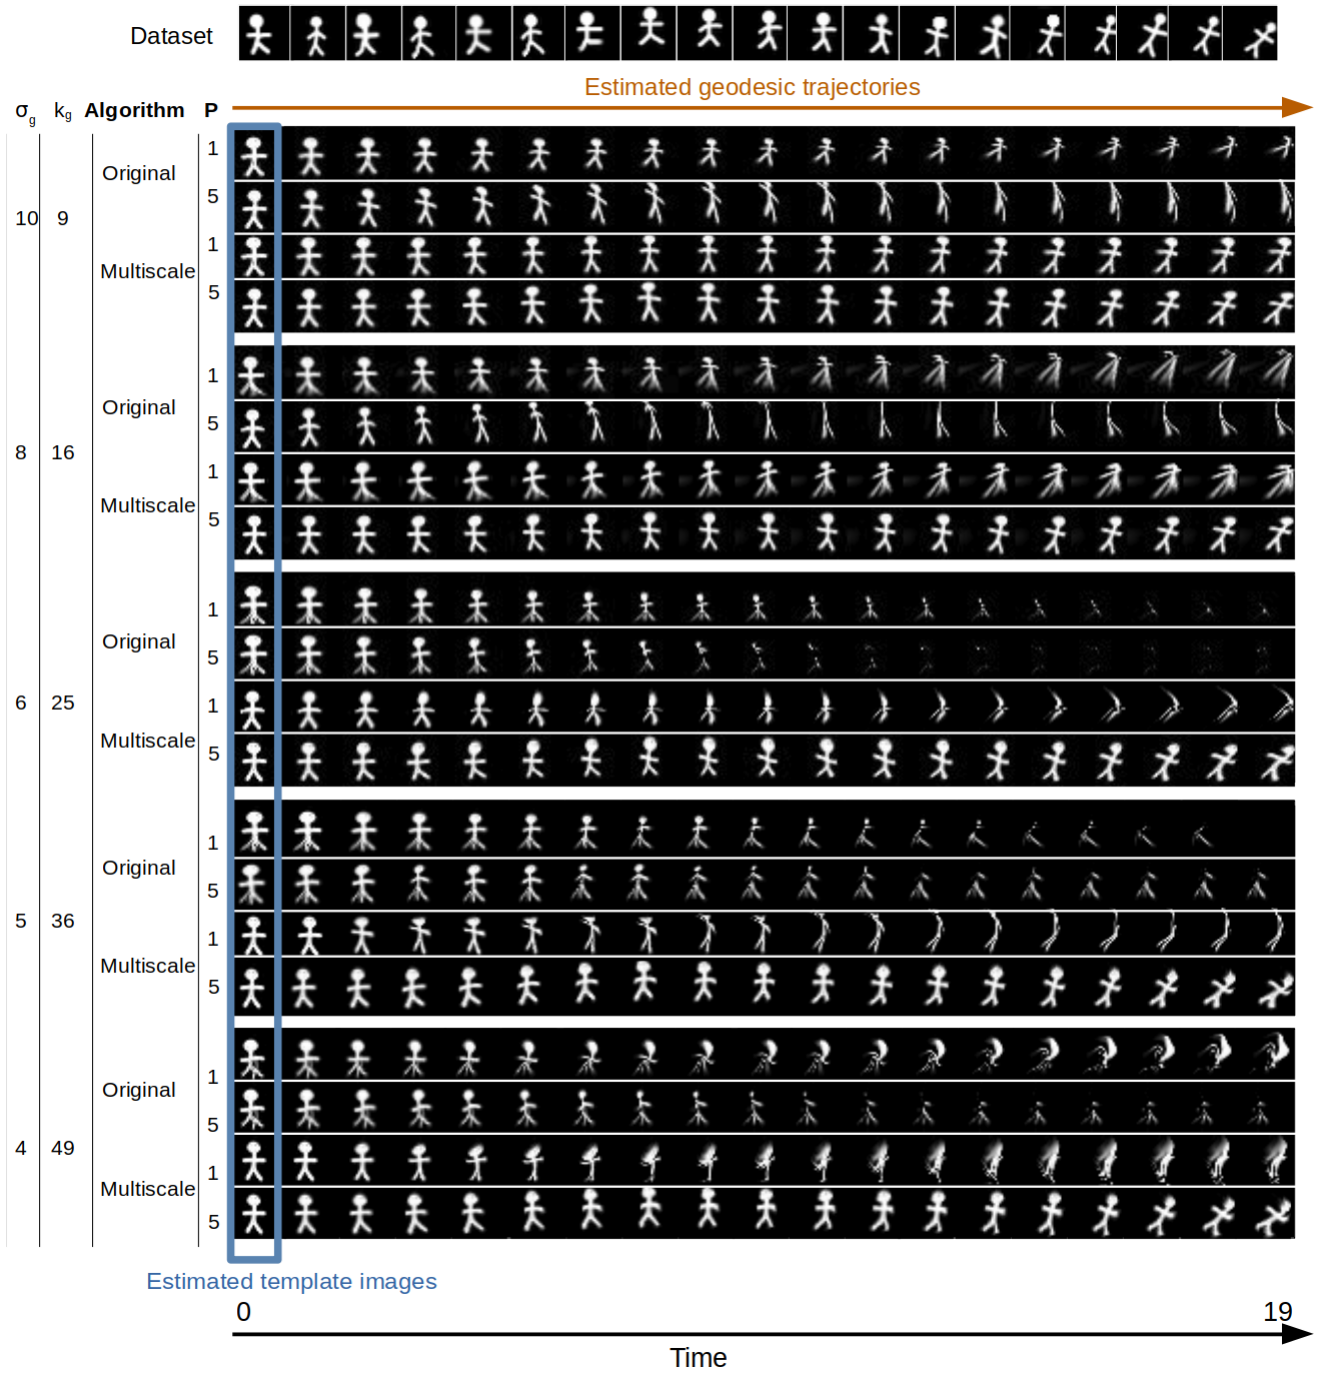 Dataset
Estimated geodesic trajectories
σg kg Algorithm P
Original 1
5
10 9
Multiscale 1
5
Original 1
5
8 16
Multiscale 1
5
Original 1
5
6 25
Multiscale 1
5
Original 1
5
5 36
Multiscale 1
5
Original 1
5
4 49
Multiscale 1
5
Estimated template images
0 19
Time